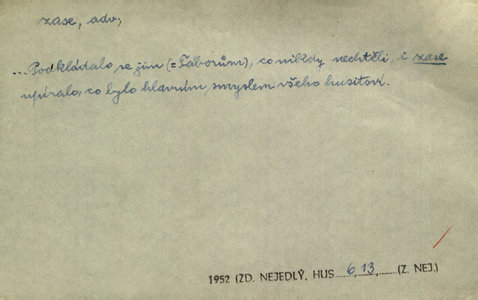 zase, adv.,
...Podkládalo se jim (= Táborům), co nikdy nechtěli, i zase
upíralo, co bylo hlavním smyslem všeho husitství.
1952 (ZD. NEJEDLÝ, HUS. 6,13, (Z. NEJ.)